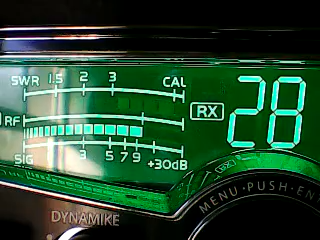 SWR 1.5 2 3 CAL
RF
RX
28
SIG 3 5 7 9 +30dB
MENU·PUSH·EN
DYNAMIKE